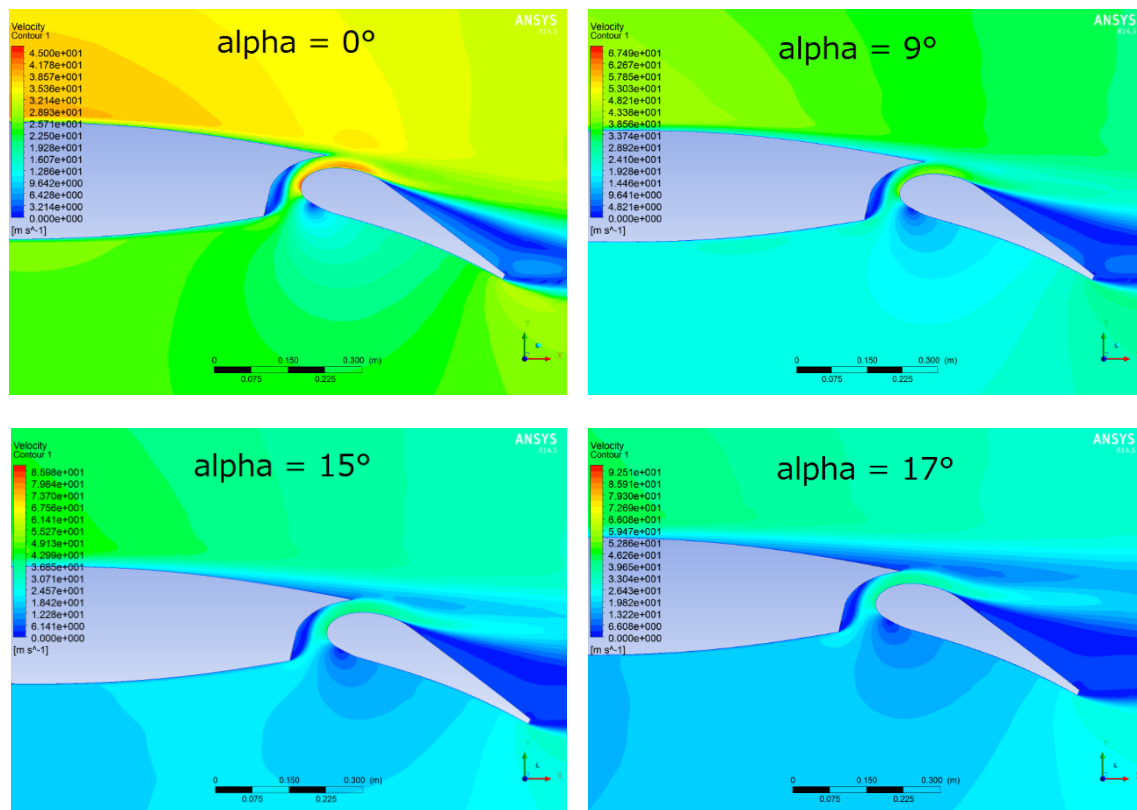 Velocity
Contour 1
4.500e+001
4.178e+001
3.857e+001
3.536e+001
3.214e+001
2.893e+001
2.571e+001
2.250e+001
1.928e+001
1.607e+001
1.286e+001
9.642e+000
6.428e+000
3.214e+000
0.000e+000
[m s^-1]
alpha = 0°
ANSYS
R14.5
0 0.150 0.300 (m)
0.075 0.225
Y
Z X
Velocity
Contour 1
6.749e+001
6.267e+001
5.785e+001
5.303e+001
4.821e+001
4.338e+001
3.856e+001
3.374e+001
2.892e+001
2.410e+001
1.928e+001
1.446e+001
9.641e+000
4.821e+000
0.000e+000
[m s^-1]
alpha = 9°
ANSYS
R14.5
0 0.150 0.300 (m)
0.075 0.225
Y
Z X
Velocity
Contour 1
8.598e+001
7.984e+001
7.370e+001
6.756e+001
6.141e+001
5.527e+001
4.913e+001
4.299e+001
3.685e+001
3.071e+001
2.457e+001
1.842e+001
1.228e+001
6.141e+000
0.000e+000
[m s^-1]
alpha = 15°
ANSYS
R14.5
0 0.150 0.300 (m)
0.075 0.225
Y
Z X
Velocity
Contour 1
9.251e+001
8.591e+001
7.930e+001
7.269e+001
6.608e+001
5.947e+001
5.286e+001
4.626e+001
3.965e+001
3.304e+001
2.643e+001
1.982e+001
1.322e+001
6.608e+000
0.000e+000
[m s^-1]
alpha = 17°
ANSYS
R14.5
0 0.150 0.300 (m)
0.075 0.225
Y
Z X